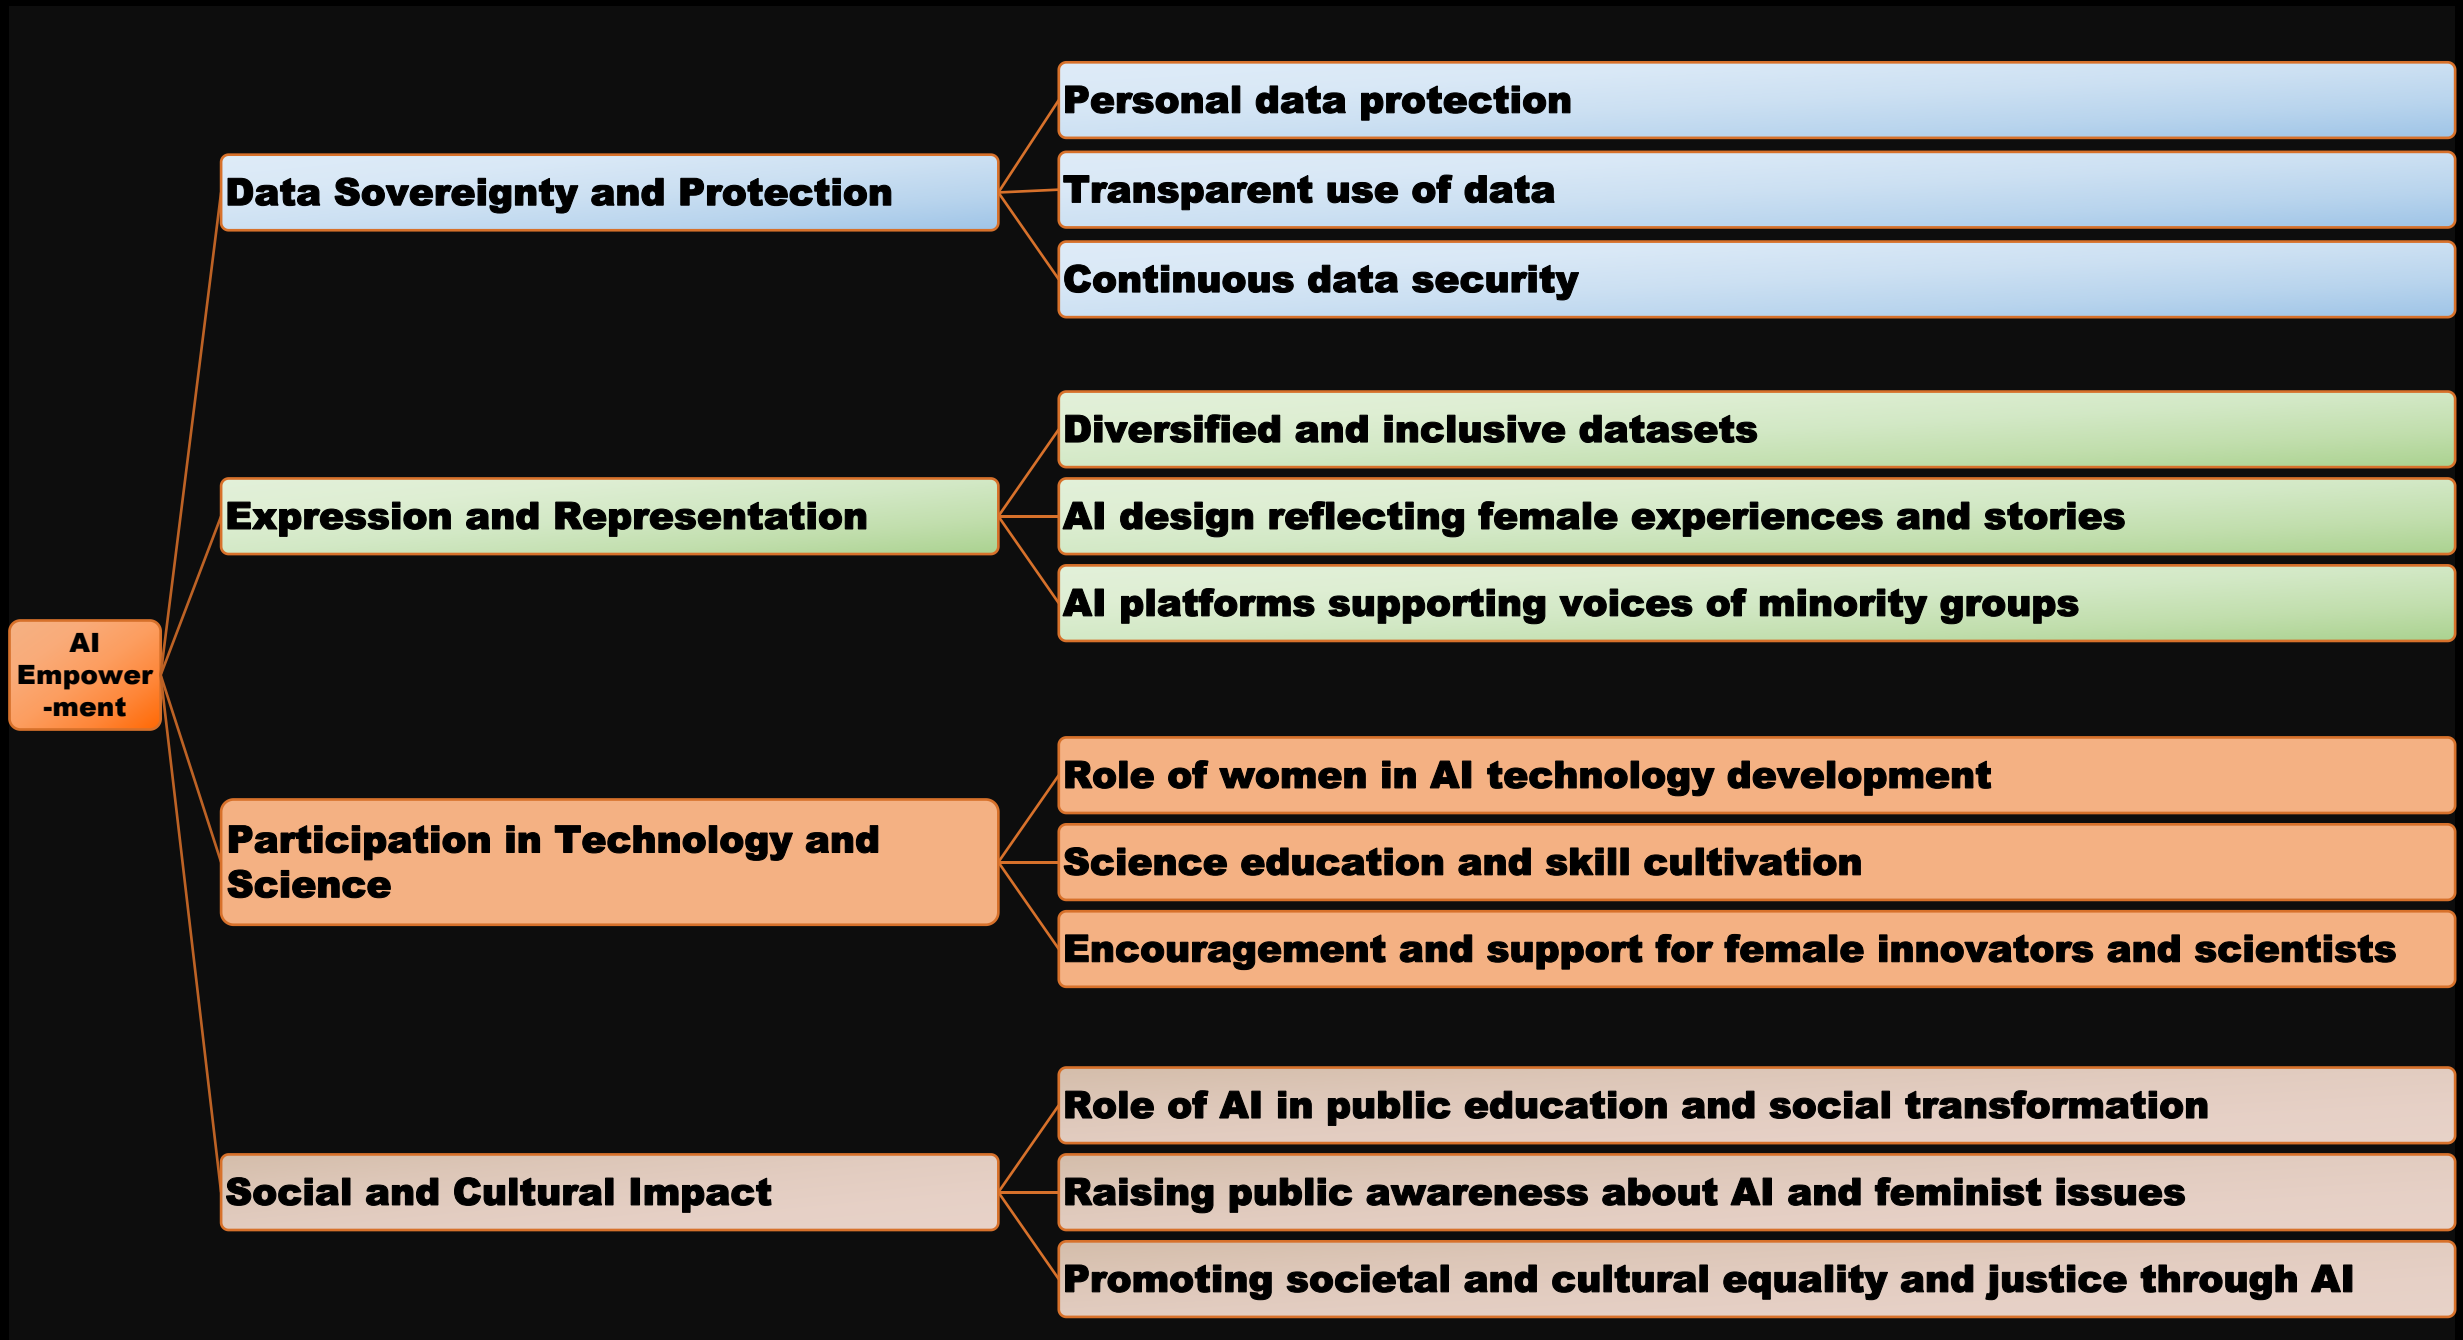 Personal data protection
Data Sovereignty and Protection
Transparent use of data
Continuous data security
Diversified and inclusive datasets
Expression and Representation
AI design reflecting female experiences and stories
AI platforms supporting voices of minority groups
AI
Empower
-ment
Role of women in AI technology development
Participation in Technology and
Science
Science education and skill cultivation
Encouragement and support for female innovators and scientists
Role of AI in public education and social transformation
Social and Cultural Impact
Raising public awareness about AI and feminist issues
Promoting societal and cultural equality and justice through AI